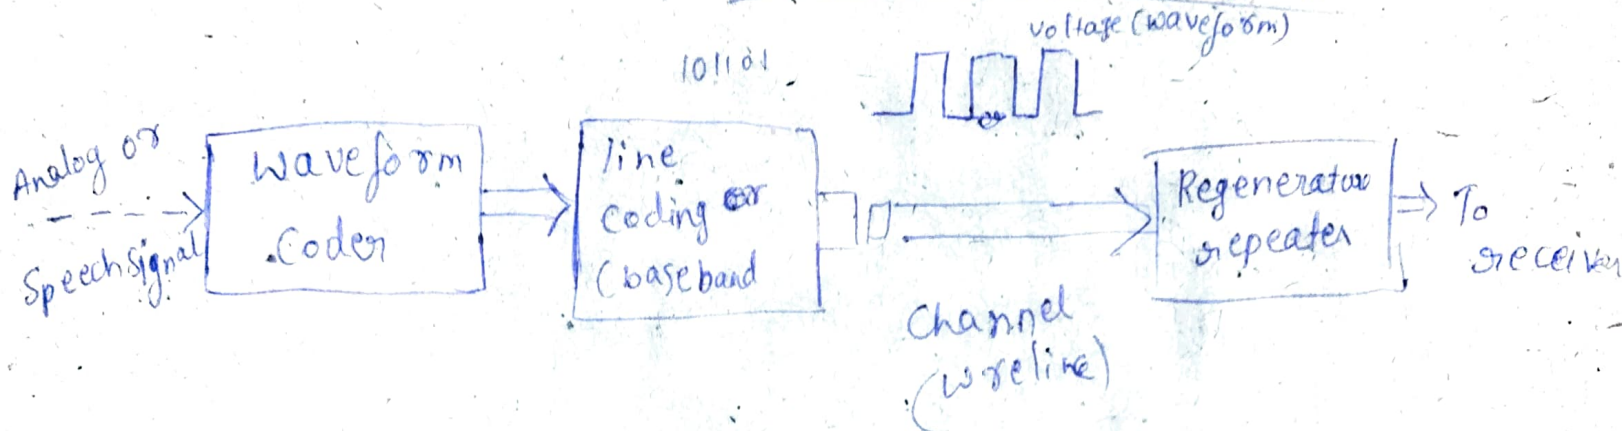 voltage (waveform)
101101
Analog or
Speech signal
waveform
coder
line
coding or
(baseband
Channel
(wireline)
Regenerator
repeater
To
receiver